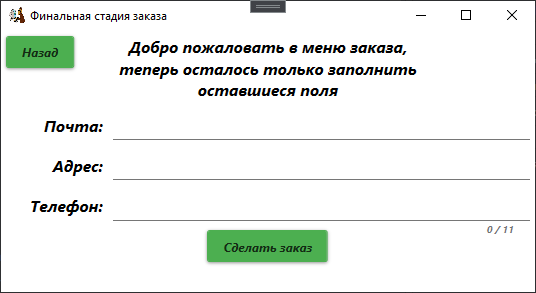 Финальная стадия заказа
Назад
Добро пожаловать в меню заказа,
теперь осталось только заполнить
оставшиеся поля
Почта:
Адрес:
Телефон:
0 / 11
Сделать заказ